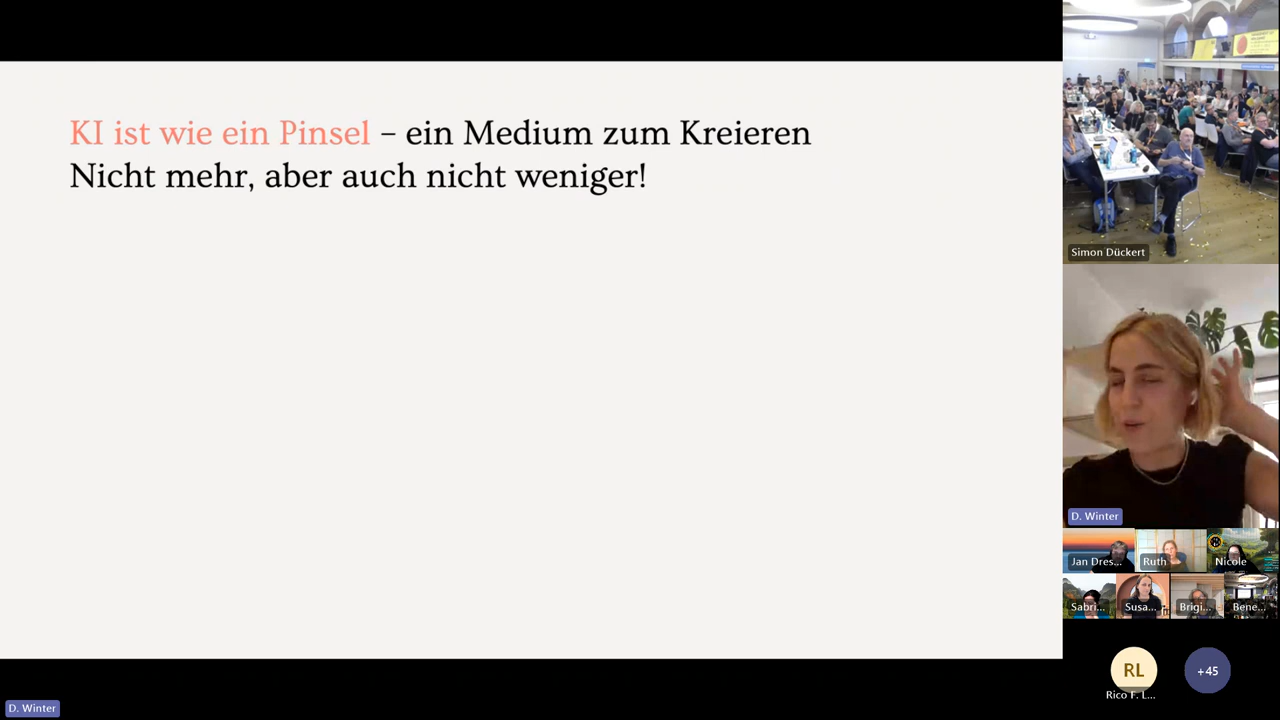 KI ist wie ein Pinsel – ein Medium zum Kreieren
Nicht mehr, aber auch nicht weniger!
Simon Dückert
D. Winter
Jan Dres...
Ruth
Nicole
Sabri...
Susa...
Brigi...
Bene...
RL
+45
Rico F. L...
D. Winter